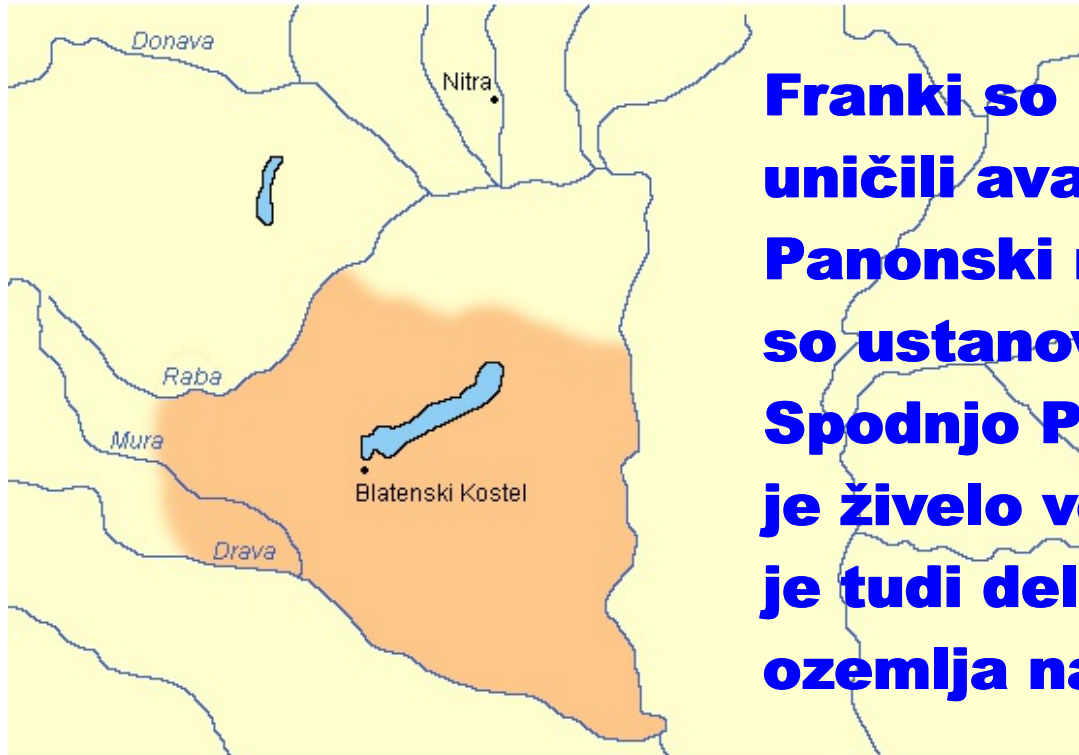 Donava
Nitra
Raba
Mura
Blatenski Kostel
Drava
Franki so
uničili ava
Panonski
so ustanov
Spodnjo P
je živelo v
je tudi del
ozemlja na